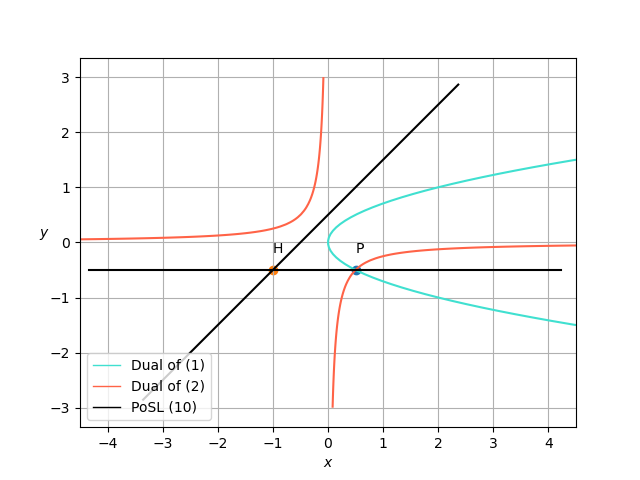 3
2
1
y
0
H
P
−1
−2
−3
Dual of (1)
Dual of (2)
PoSL (10)
−4 −3 −2 −1 0 1 2 3 4
x